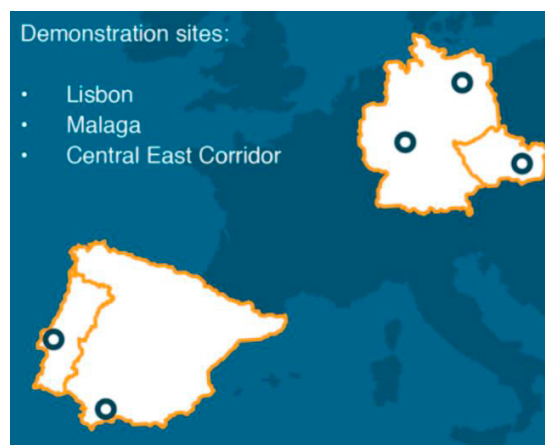 Demonstration sites:
• Lisbon
• Malaga
• Central East Corridor